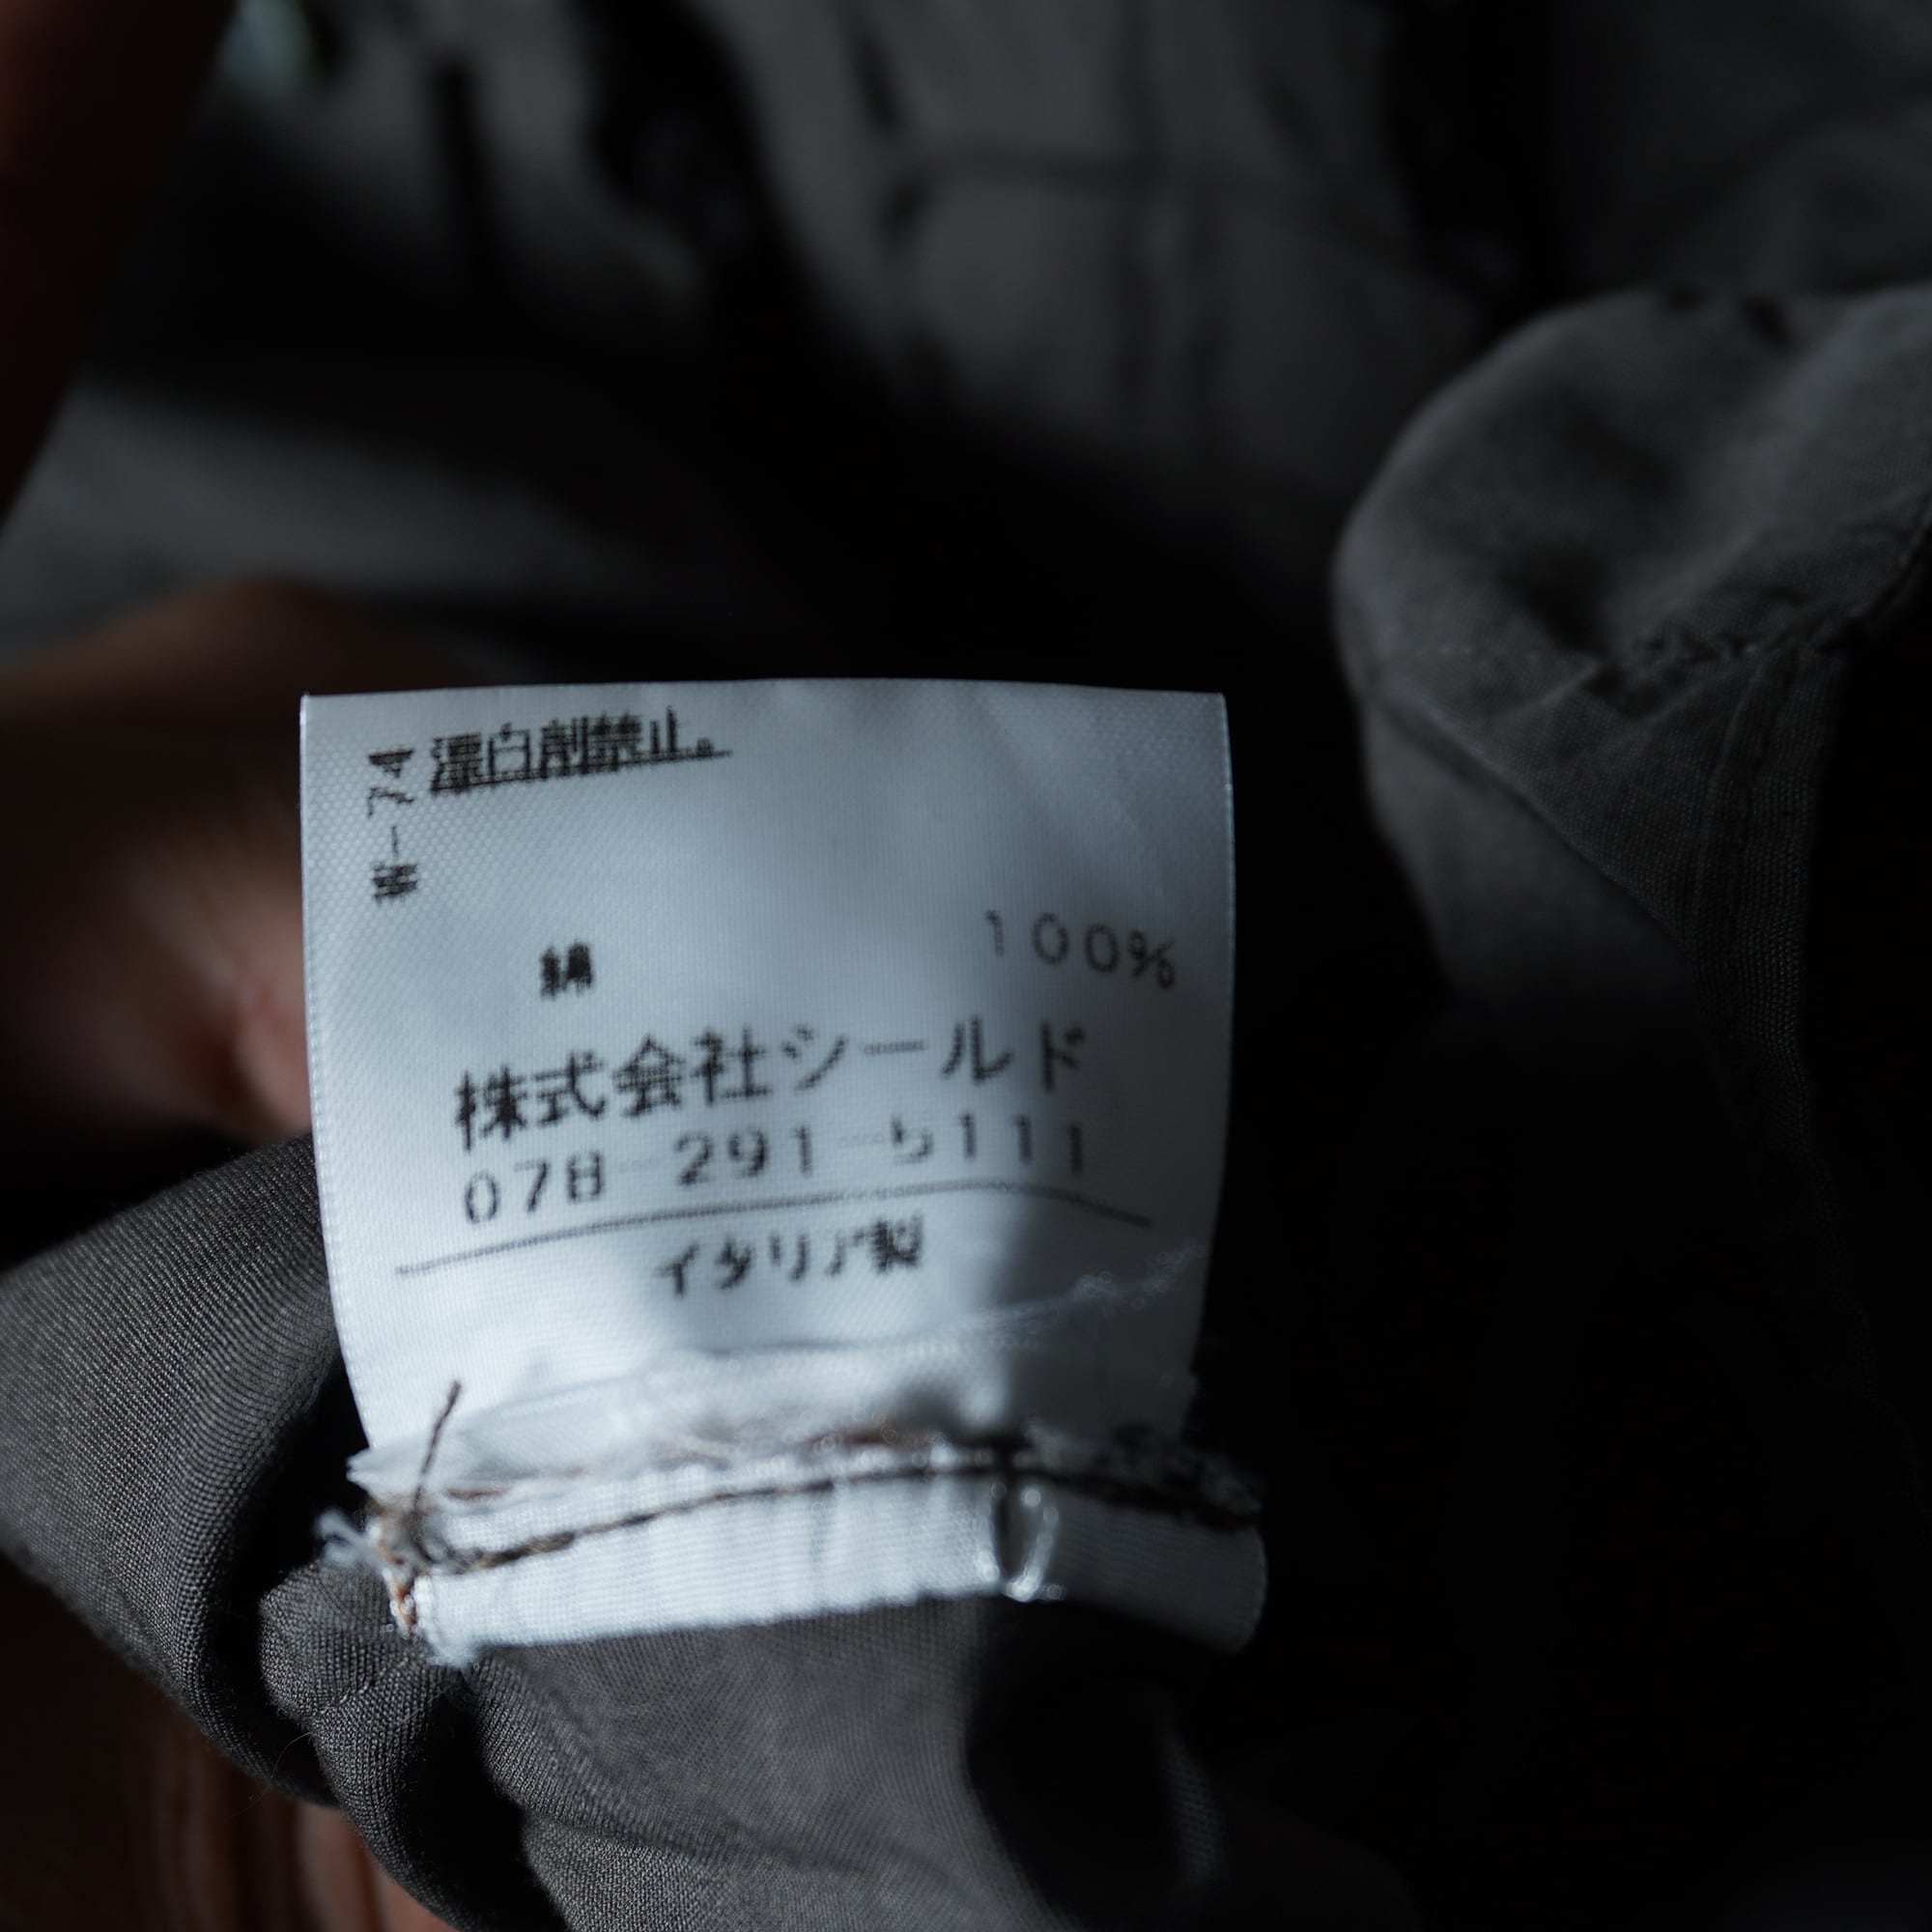 漂白剤禁止。
W-74
綿 100%
株式会社シールド
078-291-5111
イタリア製